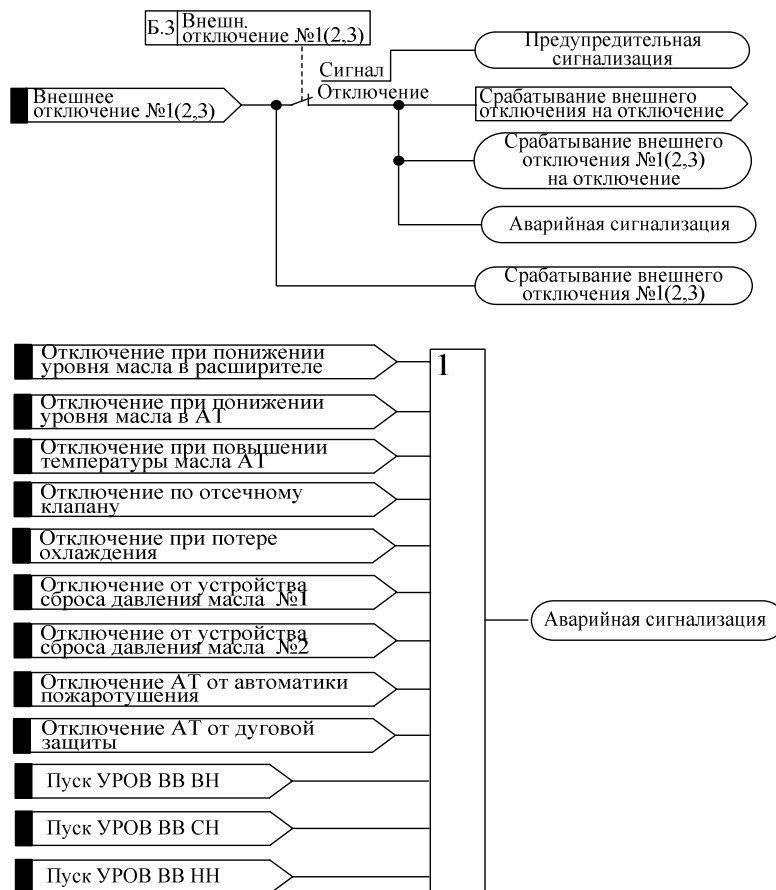 Б.3
Внешн.
отключение №1(2,3)
Предупредительная
сигнализация
Сигнал
Отключение
Внешнее
отключение №1(2,3)
Срабатывание внешнего
отключения на отключение
Срабатывание внешнего
отключения №1(2,3)
на отключение
Аварийная сигнализация
Срабатывание внешнего
отключения №1(2,3)
Отключение при понижении
уровня масла в расширителе
1
Отключение при понижении
уровня масла в АТ
Отключение при повышении
температуры масла АТ
Отключение по отсечному
клапану
Отключение при потере
охлаждения
Отключение от устройства
сброса давления масла №1
Аварийная сигнализация
Отключение от устройства
сброса давления масла №2
Отключение АТ от автоматики
пожаротушения
Отключение АТ от дуговой
защиты
Пуск УРОВ ВВ ВН
Пуск УРОВ ВВ СН
Пуск УРОВ ВВ НН